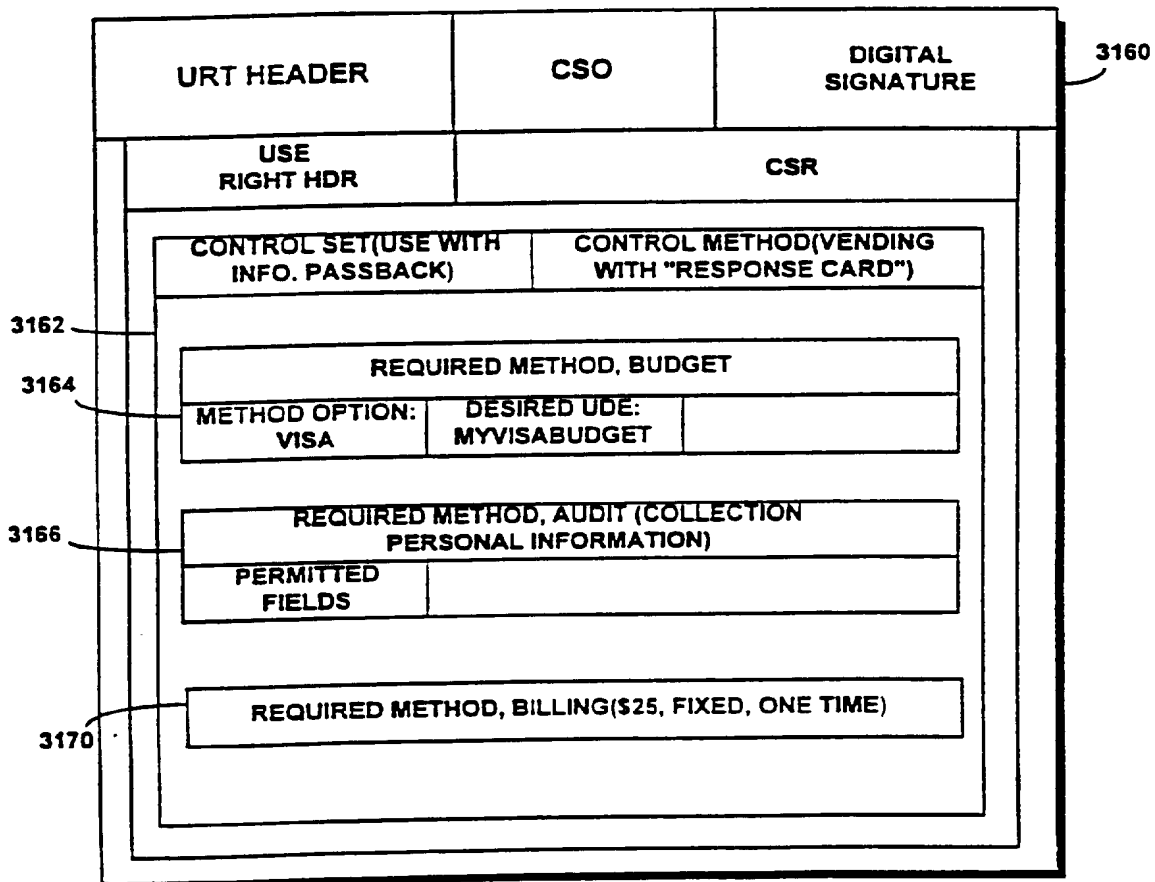 URT HEADER
CSO
DIGITAL
SIGNATURE
3160
USE
RIGHT HDR
CSR
CONTROL SET(USE WITH
INFO. PASSBACK)
CONTROL METHOD(VENDING
WITH "RESPONSE CARD")
3162
REQUIRED METHOD, BUDGET
3164
METHOD OPTION:
VISA
DESIRED UDE:
MYVISABUDGET
REQUIRED METHOD, AUDIT (COLLECTION
PERSONAL INFORMATION)
3166
PERMITTED
FIELDS
REQUIRED METHOD, BILLING($25, FIXED, ONE TIME)
3170